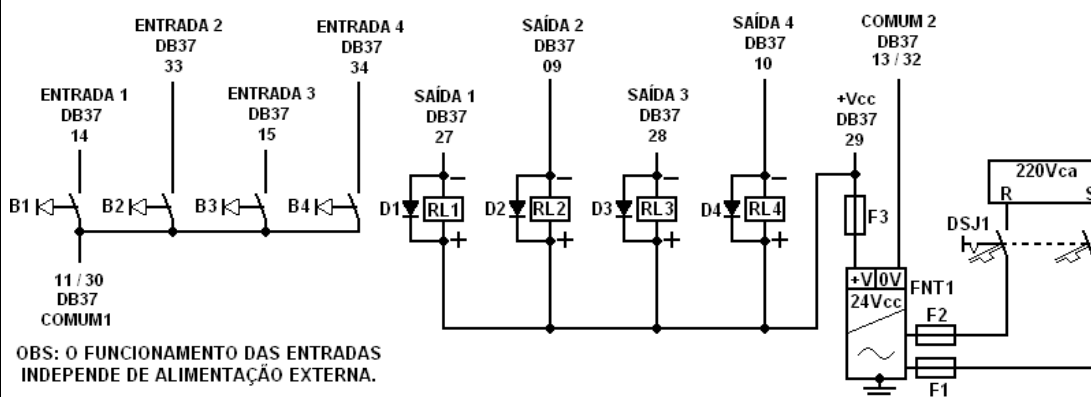 ENTRADA 1
DB37
14
ENTRADA 2
DB37
33
ENTRADA 3
DB37
15
ENTRADA 4
DB37
34
SAÍDA 1
DB37
27
SAÍDA 2
DB37
09
SAÍDA 3
DB37
28
SAÍDA 4
DB37
10
+Vcc
DB37
29
COMUM 2
DB37
13 / 32
220Vca
R
S
DSJ1
B1
B2
B3
B4
D1
RL1
D2
RL2
D3
RL3
D4
RL4
F3
11 / 30
DB37
COMUM1
+V
0V
24Vcc
FNT1
F2
F1
OBS: O FUNCIONAMENTO DAS ENTRADAS
INDEPENDE DE ALIMENTAÇÃO EXTERNA.